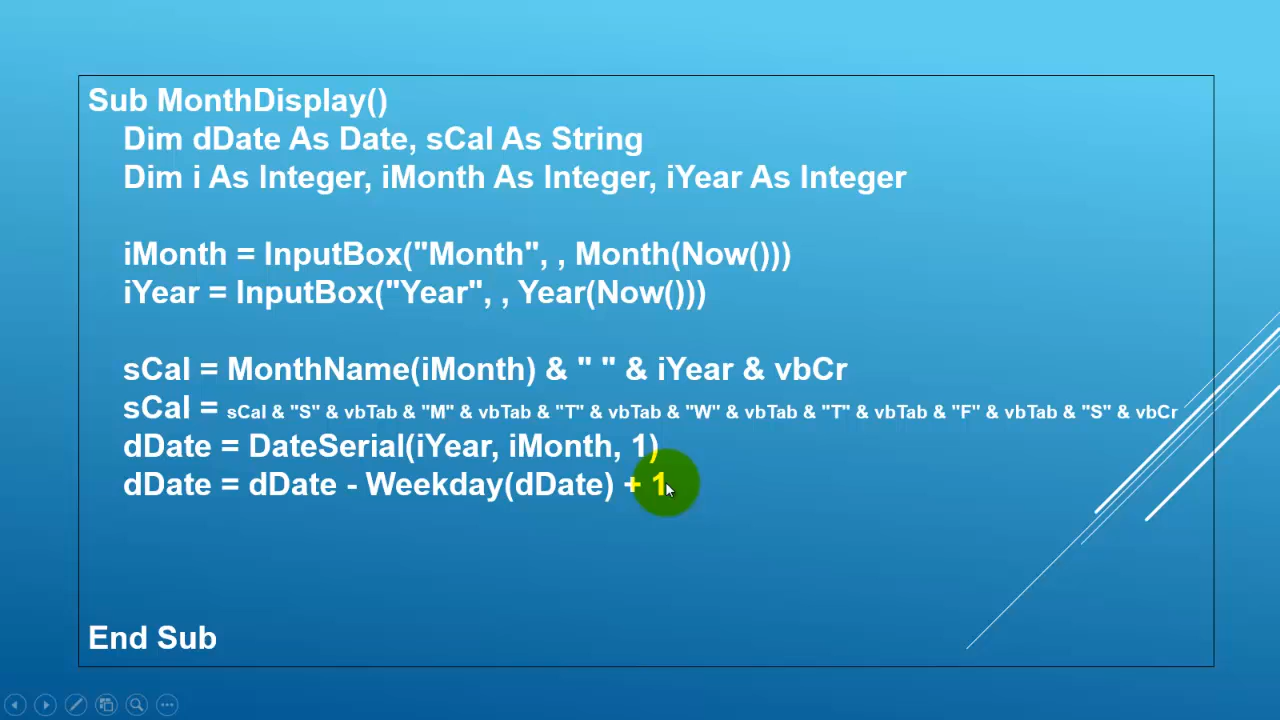 Sub MonthDisplay()
Dim dDate As Date, sCal As String
Dim i As Integer, iMonth As Integer, iYear As Integer
iMonth = InputBox("Month", , Month(Now()))
iYear = InputBox("Year", , Year(Now()))
sCal = MonthName(iMonth) & " " & iYear & vbCr
sCal = sCal & "S" & vbTab & "M" & vbTab & "T" & vbTab & "W" & vbTab & "T" & vbTab & "F" & vbTab & "S" & vbCr
dDate = DateSerial(iYear, iMonth, 1)
dDate = dDate - Weekday(dDate) + 1
End Sub